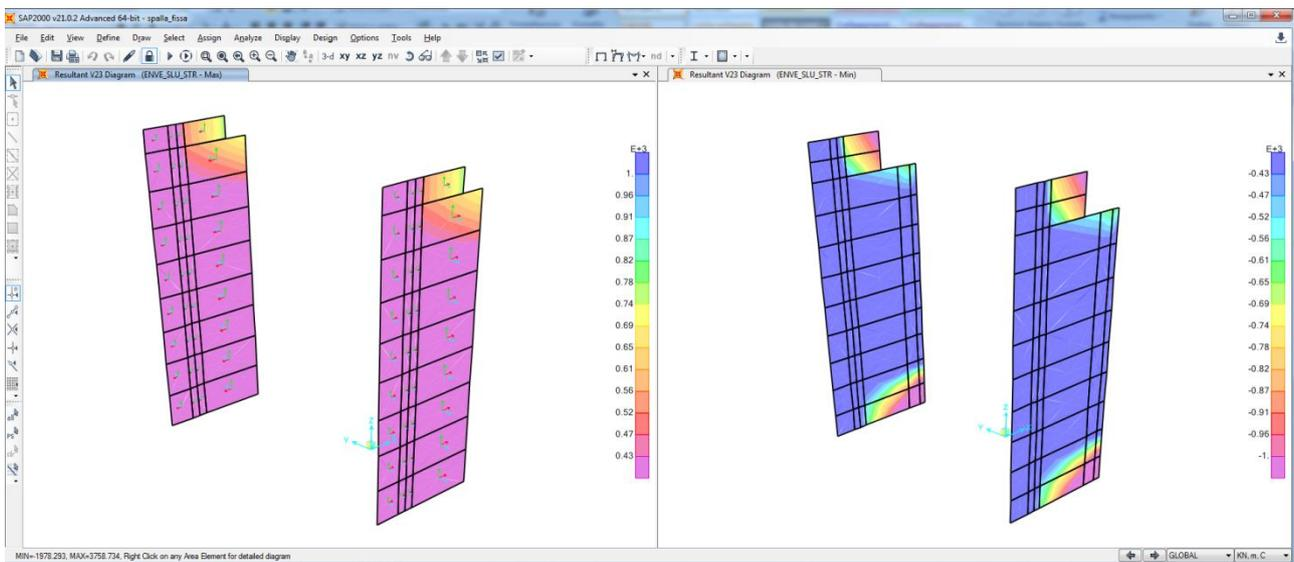 SAP2000 v21.0.2 Advanced 64-bit - spalla_fissa
File Edit View Define Draw Select Assign Analyze Display Design Options Tools Help
3-d xy xz yz nv
nd
Resultant V23 Diagram (ENVE_SLU_STR - Max)
Resultant V23 Diagram (ENVE_SLU_STR - Min)
E+3
1.
0.96
0.91
0.87
0.82
0.78
0.74
0.69
0.65
0.61
0.56
0.52
0.47
0.43
Z
Y
E+3
-0.43
-0.47
-0.52
-0.56
-0.61
-0.65
-0.69
-0.74
-0.78
-0.82
-0.87
-0.91
-0.96
-1.
Z
Y
all
PS
clr
MIN=-1978.293, MAX=3758.734, Right Click on any Area Element for detailed diagram
GLOBAL
KN, m, C